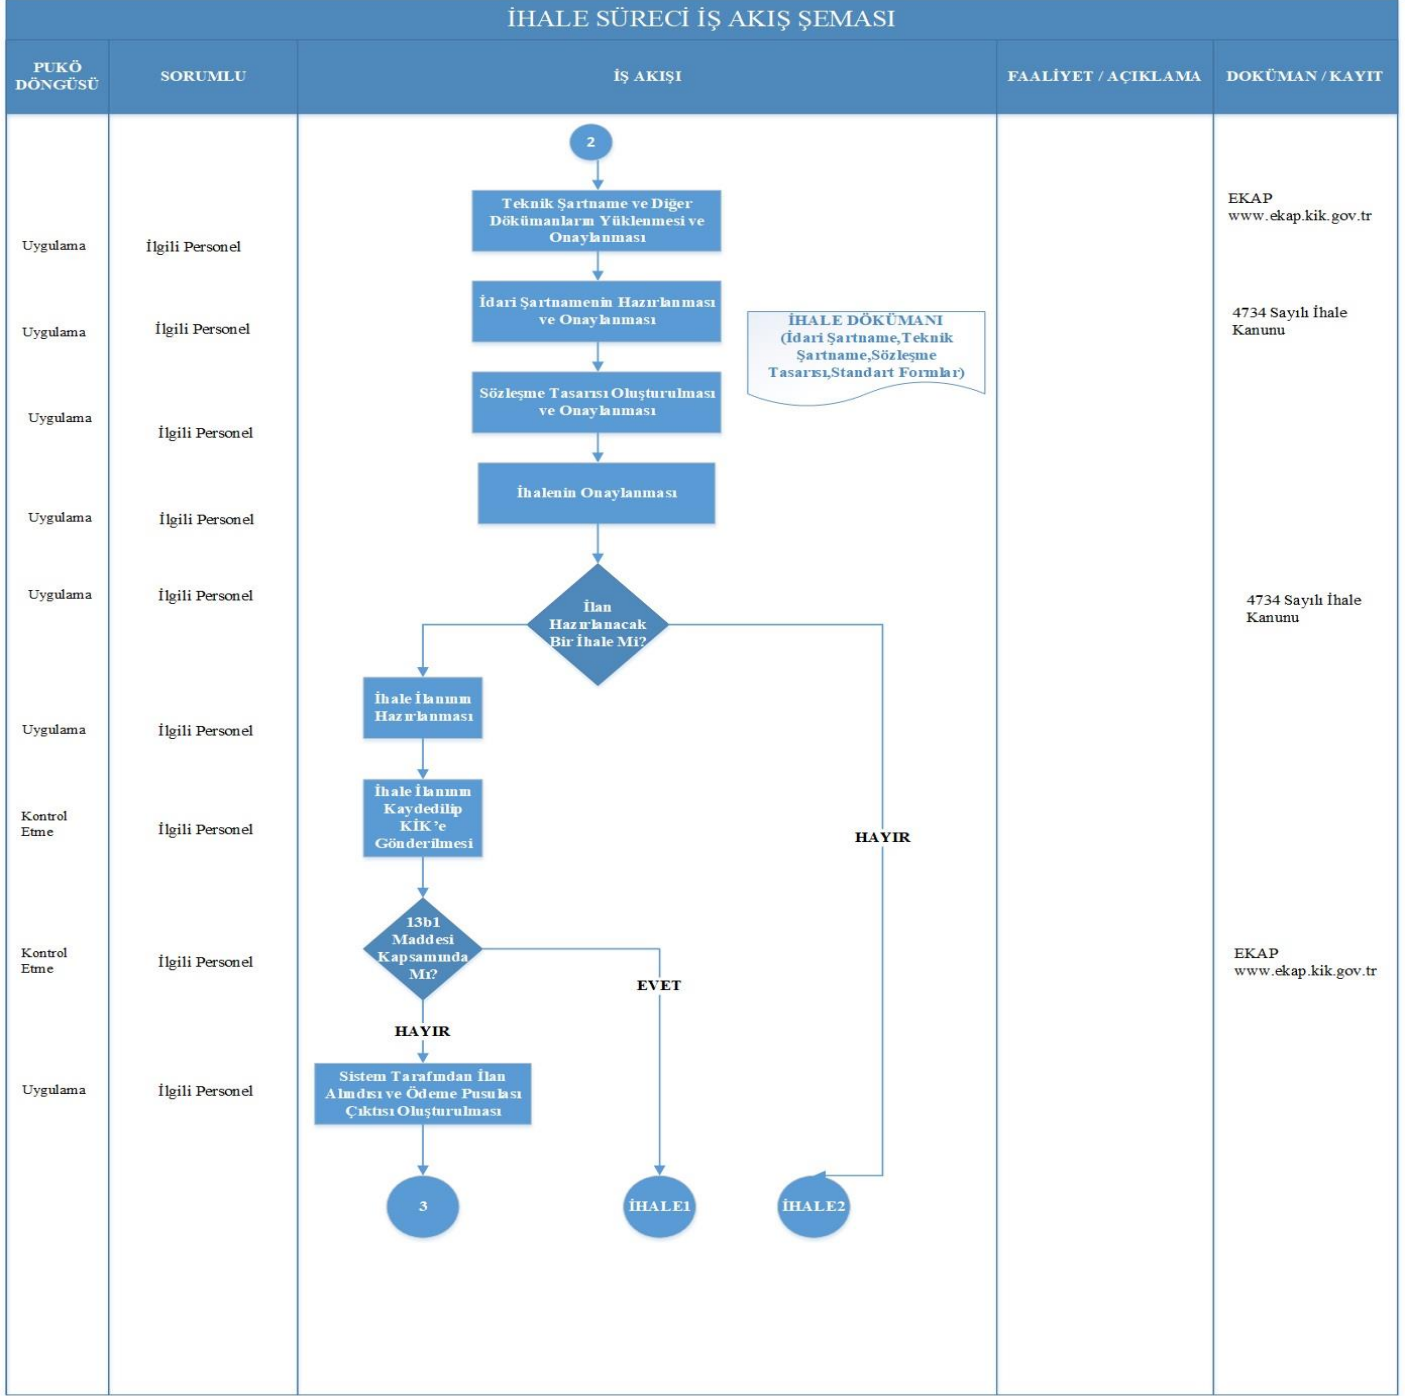 İHALE SÜRECİ İŞ AKIŞ ŞEMASI
PUKÖ
DÖNGÜSÜ
SORUMLU
İŞ AKIŞI
FAALİYET / AÇIKLAMA
DOKÜMAN / KAYIT
2
Teknik Şartname ve Diğer
Dökümanların Yüklenmesi ve
Onaylanması
EKAP
www.ekap.kik.gov.tr
Uygulama
İlgili Personel
İdari Şartnamenin Hazırlanması
ve Onaylanması
Uygulama
İlgili Personel
İHALE DÖKÜMANI
(İdari Şartname,Teknik
Şartname,Sözleşme
Tasarısı,Standart Formlar)
4734 Sayılı İhale
Kanunu
Sözleşme Tasarısı Oluşturulması
ve Onaylanması
Uygulama
İlgili Personel
İhalenin Onaylanması
Uygulama
İlgili Personel
Uygulama
İlgili Personel
İlan
Hazırlanacak
Bir İhale Mi?
4734 Sayılı İhale
Kanunu
İhale İlanının
Hazırlanması
Uygulama
İlgili Personel
İhale İlanının
Kaydedilip
KİK’e
Gönderilmesi
Kontrol
Etme
İlgili Personel
HAYIR
13b1
Maddesi
Kapsamında
Mı?
Kontrol
Etme
İlgili Personel
EKAP
www.ekap.kik.gov.tr
EVET
HAYIR
Sistem Tarafından İlan
Alındısı ve Ödeme Pusulası
Çıktısı Oluşturulması
Uygulama
İlgili Personel
3
İHALE1
İHALE2